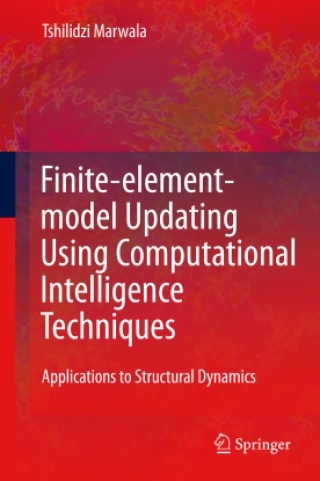 Tshilidzi Marwala
Finite-element-
model Updating
Using Computational
Intelligence
Techniques
Applications to Structural Dynamics
Springer